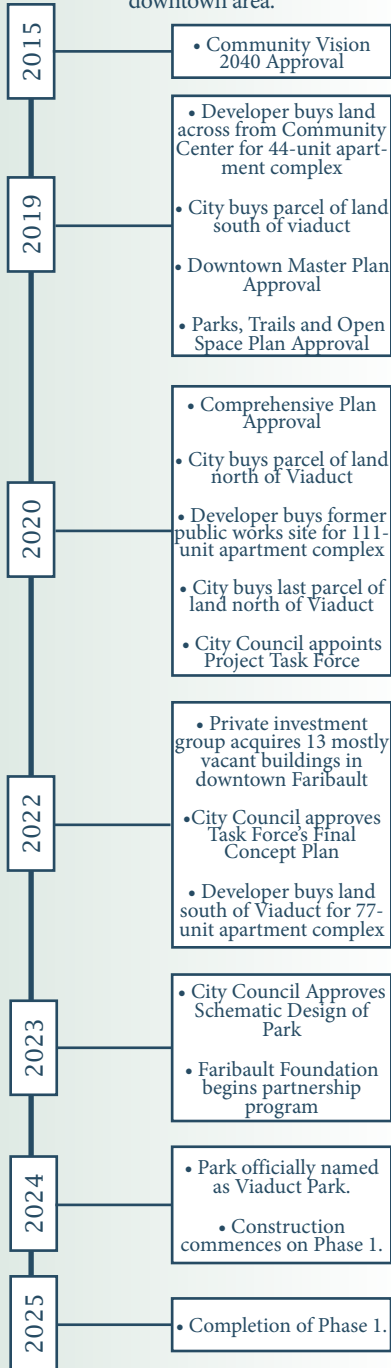 downtown area.
2015
• Community Vision
2040 Approval
2019
• Developer buys land
across from Community
Center for 44-unit apart-
ment complex
• City buys parcel of land
south of viaduct
• Downtown Master Plan
Approval
• Parks, Trails and Open
Space Plan Approval
2020
• Comprehensive Plan
Approval
• City buys parcel of land
north of Viaduct
• Developer buys former
public works site for 111-
unit apartment complex
• City buys last parcel of
land north of Viaduct
• City Council appoints
Project Task Force
2022
• Private investment
group acquires 13 mostly
vacant buildings in
downtown Faribault
•City Council approves
Task Force's Final
Concept Plan
• Developer buys land
south of Viaduct for 77-
unit apartment complex
2023
• City Council Approves
Schematic Design of
Park
• Faribault Foundation
begins partnership
program
2024
• Park officially named
as Viaduct Park.
• Construction
commences on Phase 1.
2025
• Completion of Phase 1.